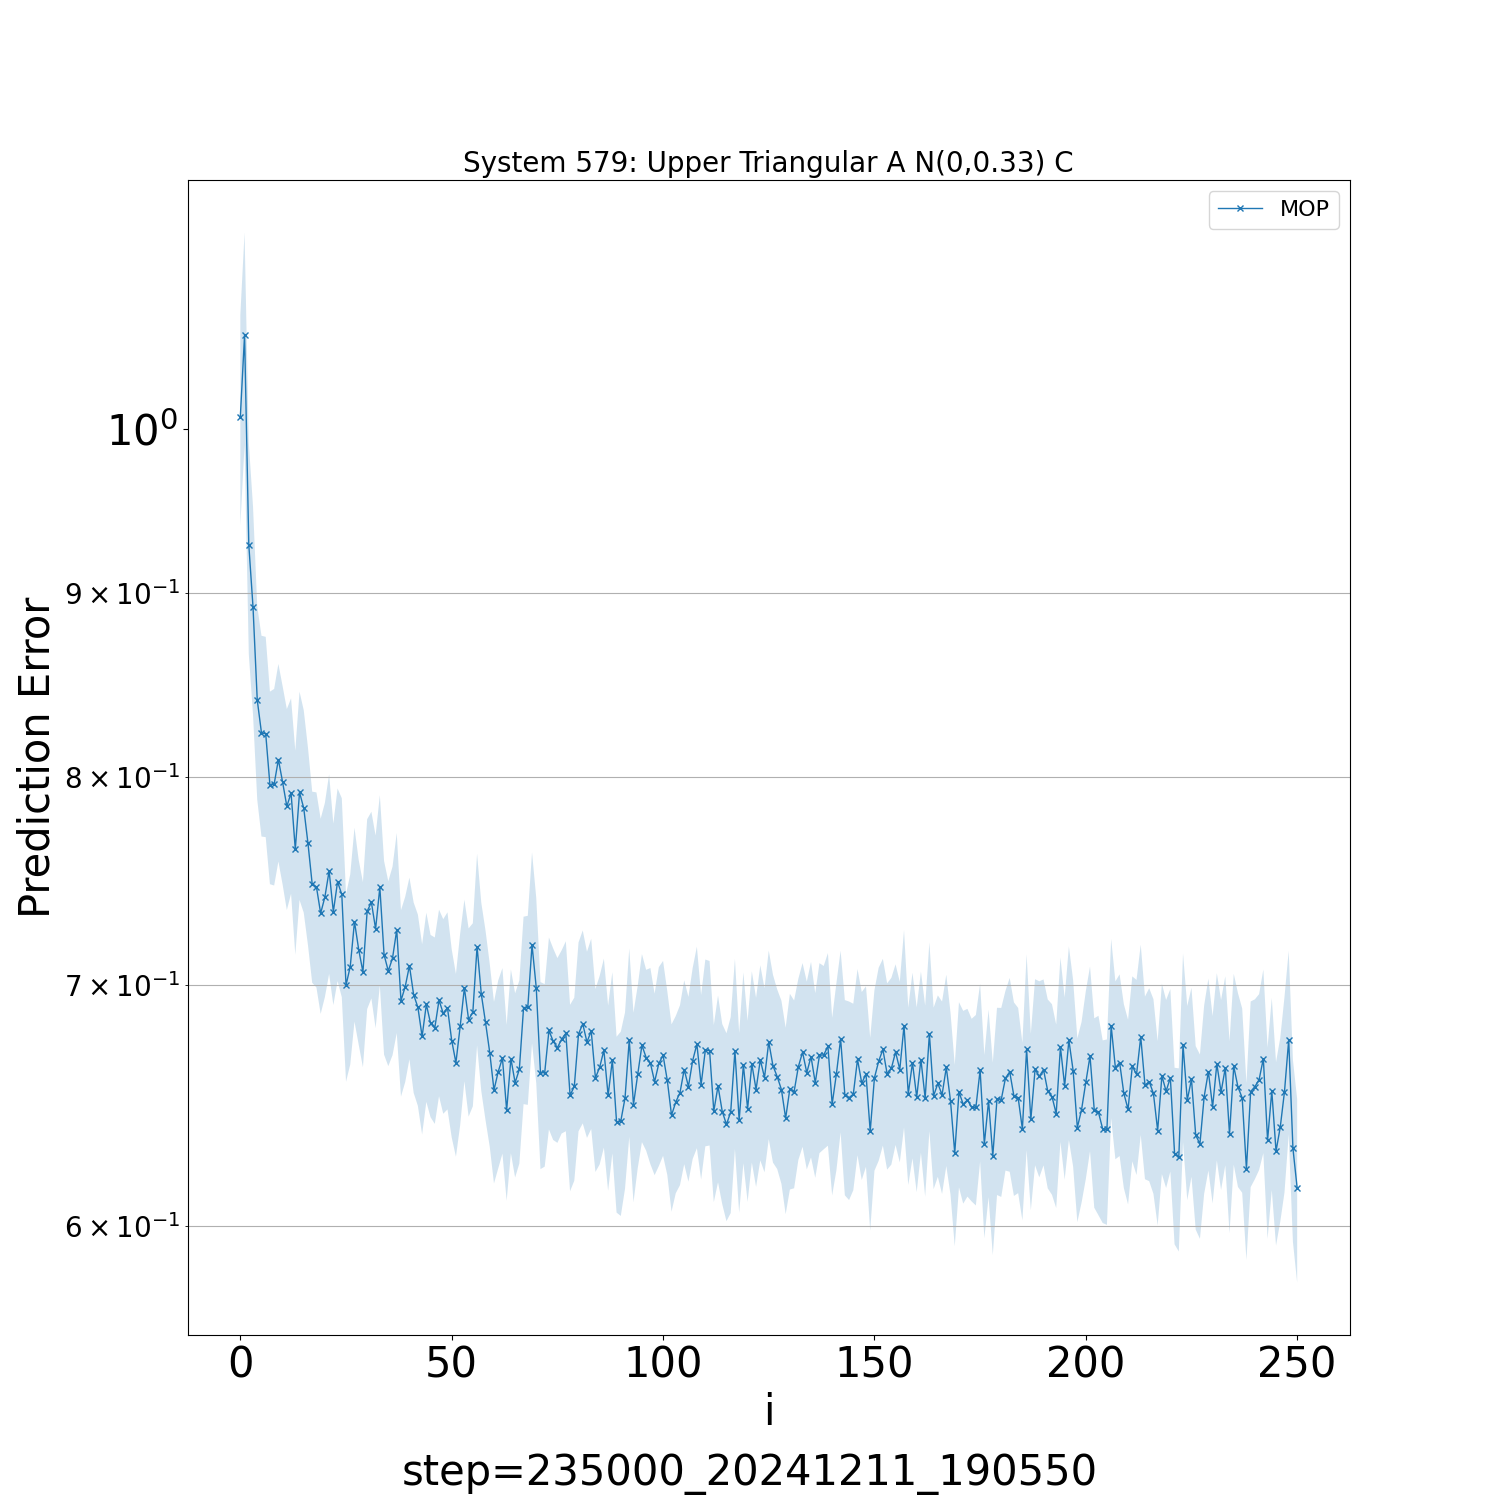 System 579: Upper Triangular A N(0,0.33) C
MOP
Prediction Error
10⁰
9 × 10⁻¹
8 × 10⁻¹
7 × 10⁻¹
6 × 10⁻¹
0 50 100 150 200 250
i
step=235000_20241211_190550